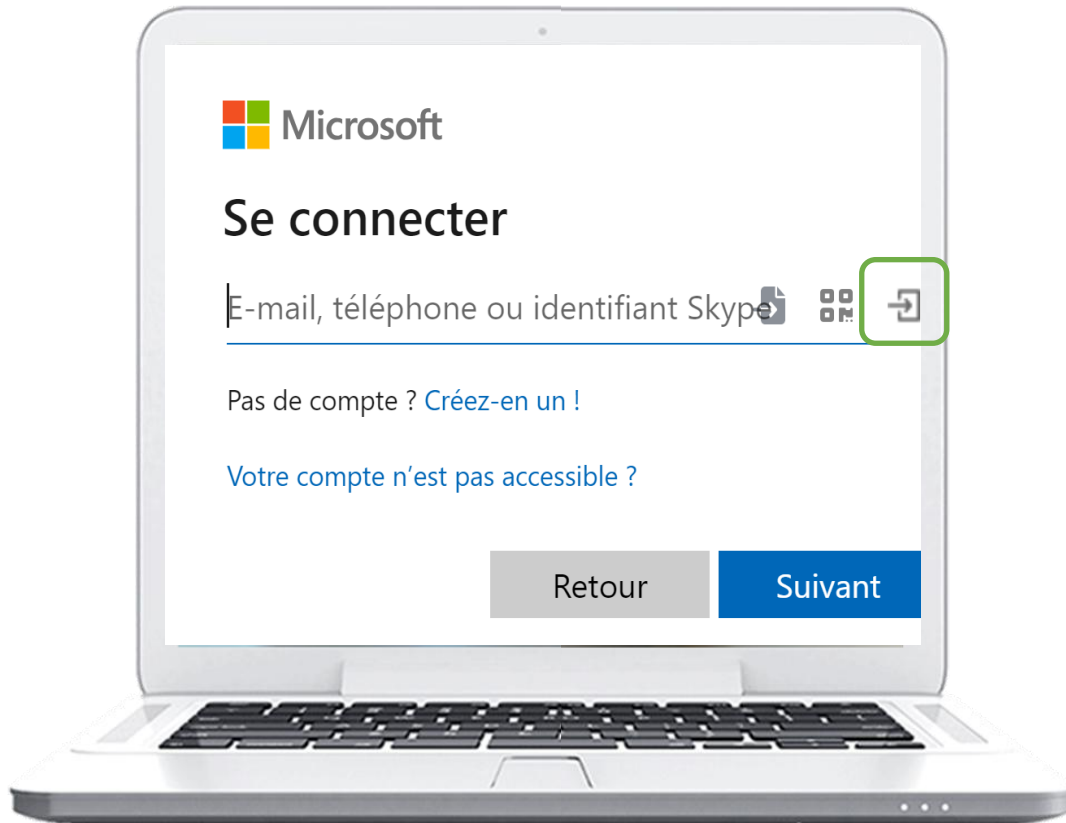 Microsoft
Se connecter
E-mail, téléphone ou identifiant Skype
Pas de compte ? Créez-en un !
Votre compte n’est pas accessible ?
Retour
Suivant